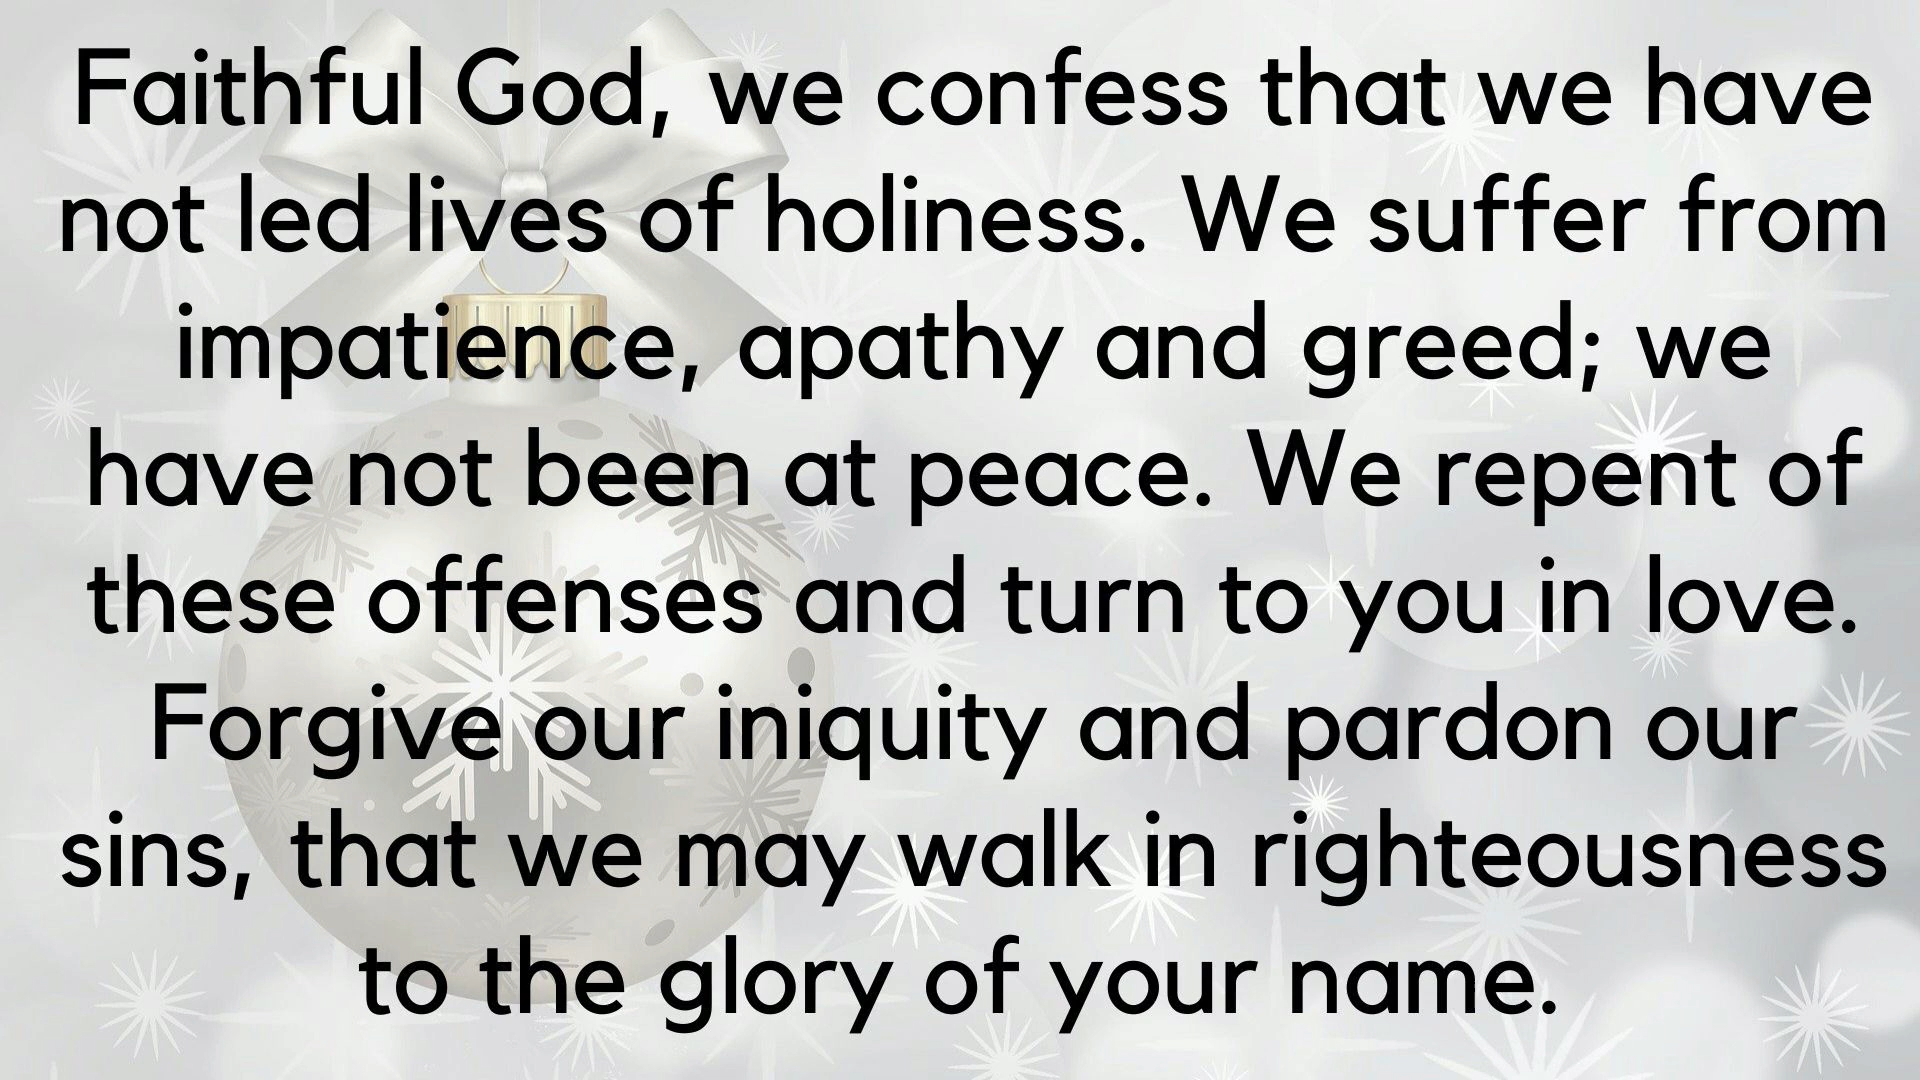 Faithful God, we confess that we have
not led lives of holiness. We suffer from
impatience, apathy and greed; we
have not been at peace. We repent of
these offenses and turn to you in love.
Forgive our iniquity and pardon our
sins, that we may walk in righteousness
to the glory of your name.